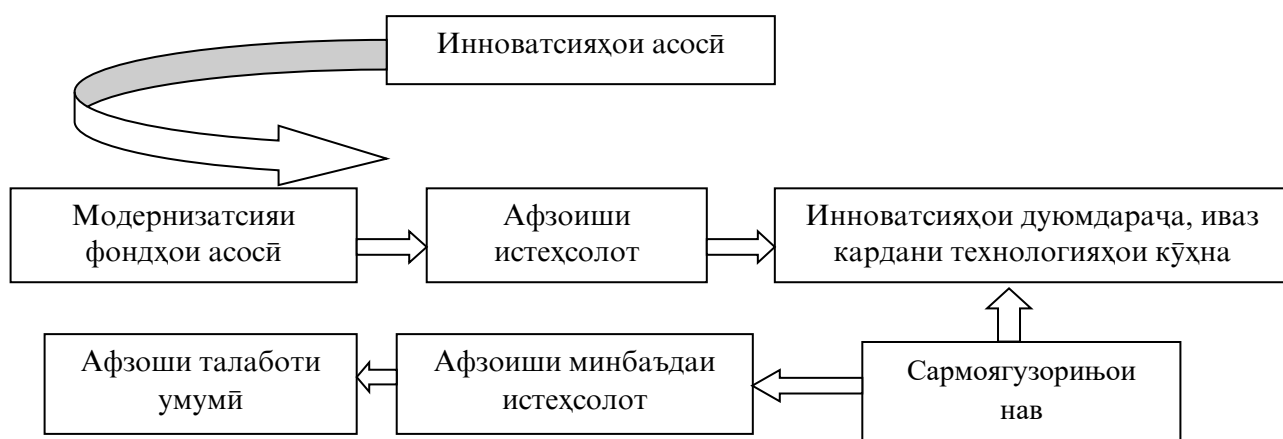 Инноватсияҳои асосӣ
Модернизатсияи
фондҳои асосӣ
Афзоиши
истеҳсолот
Инноватсияҳои дуюмдараҷа, иваз
кардани технологияҳои кӯҳна
Афзоши талаботи
умумӣ
Афзоиши минбаъдаи
истеҳсолот
Сармоягузорињои
нав